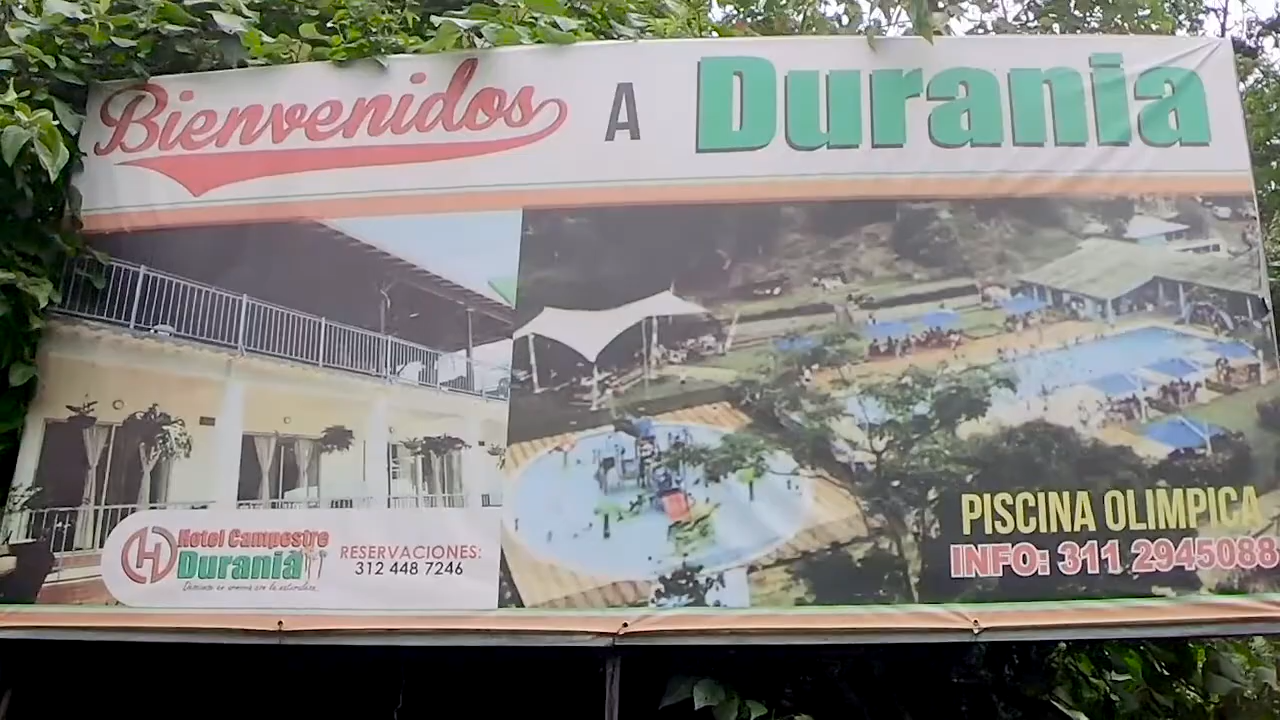 Bienvenidos A Durania
H Hotel Campestre
Durania
RESERVACIONES:
312 448 7246
PISCINA OLIMPICA
INFO: 311 2945088